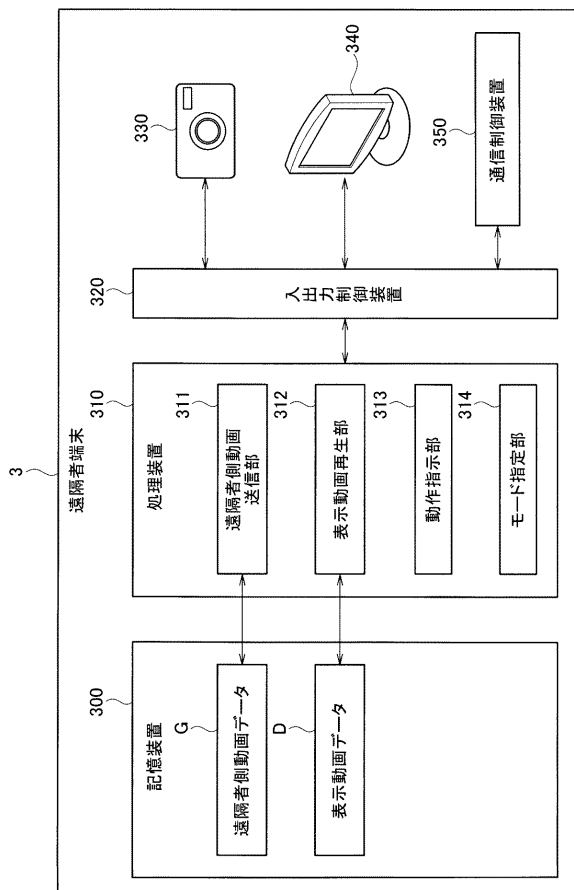 3
遠隔者端末
300
記憶装置
G
遠隔者側動画データ
D
表示動画データ
310
処理装置
311
遠隔者側動画
送信部
312
表示動画再生部
313
動作指示部
314
モード指定部
320
入出力制御装置
330
340
350
通信制御装置